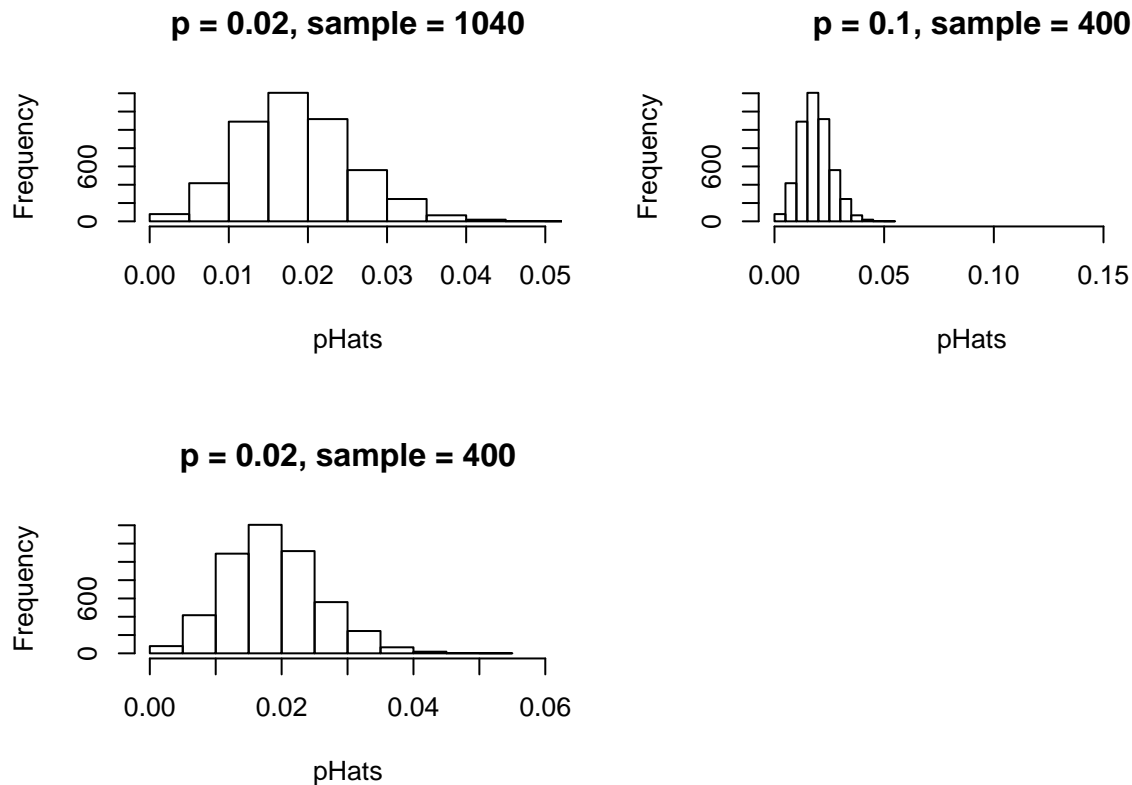 p = 0.02, sample = 1040
Frequency
0 600
0.00 0.01 0.02 0.03 0.04 0.05
pHats
p = 0.1, sample = 400
Frequency
0 600
0.00 0.05 0.10 0.15
pHats
p = 0.02, sample = 400
Frequency
0 600
0.00 0.02 0.04 0.06
pHats